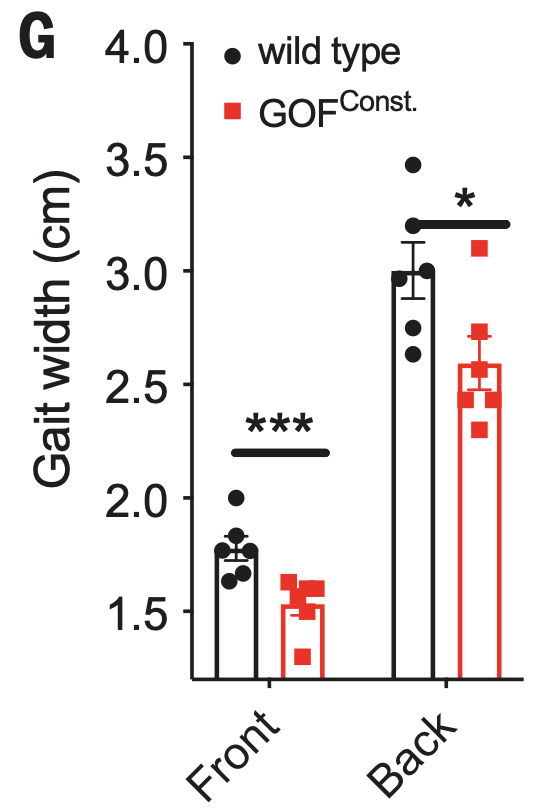 G
4.0
wild type
GOFConst.
3.5
*
3.0
Gait width (cm)
2.5
***
2.0
1.5
Front
Back